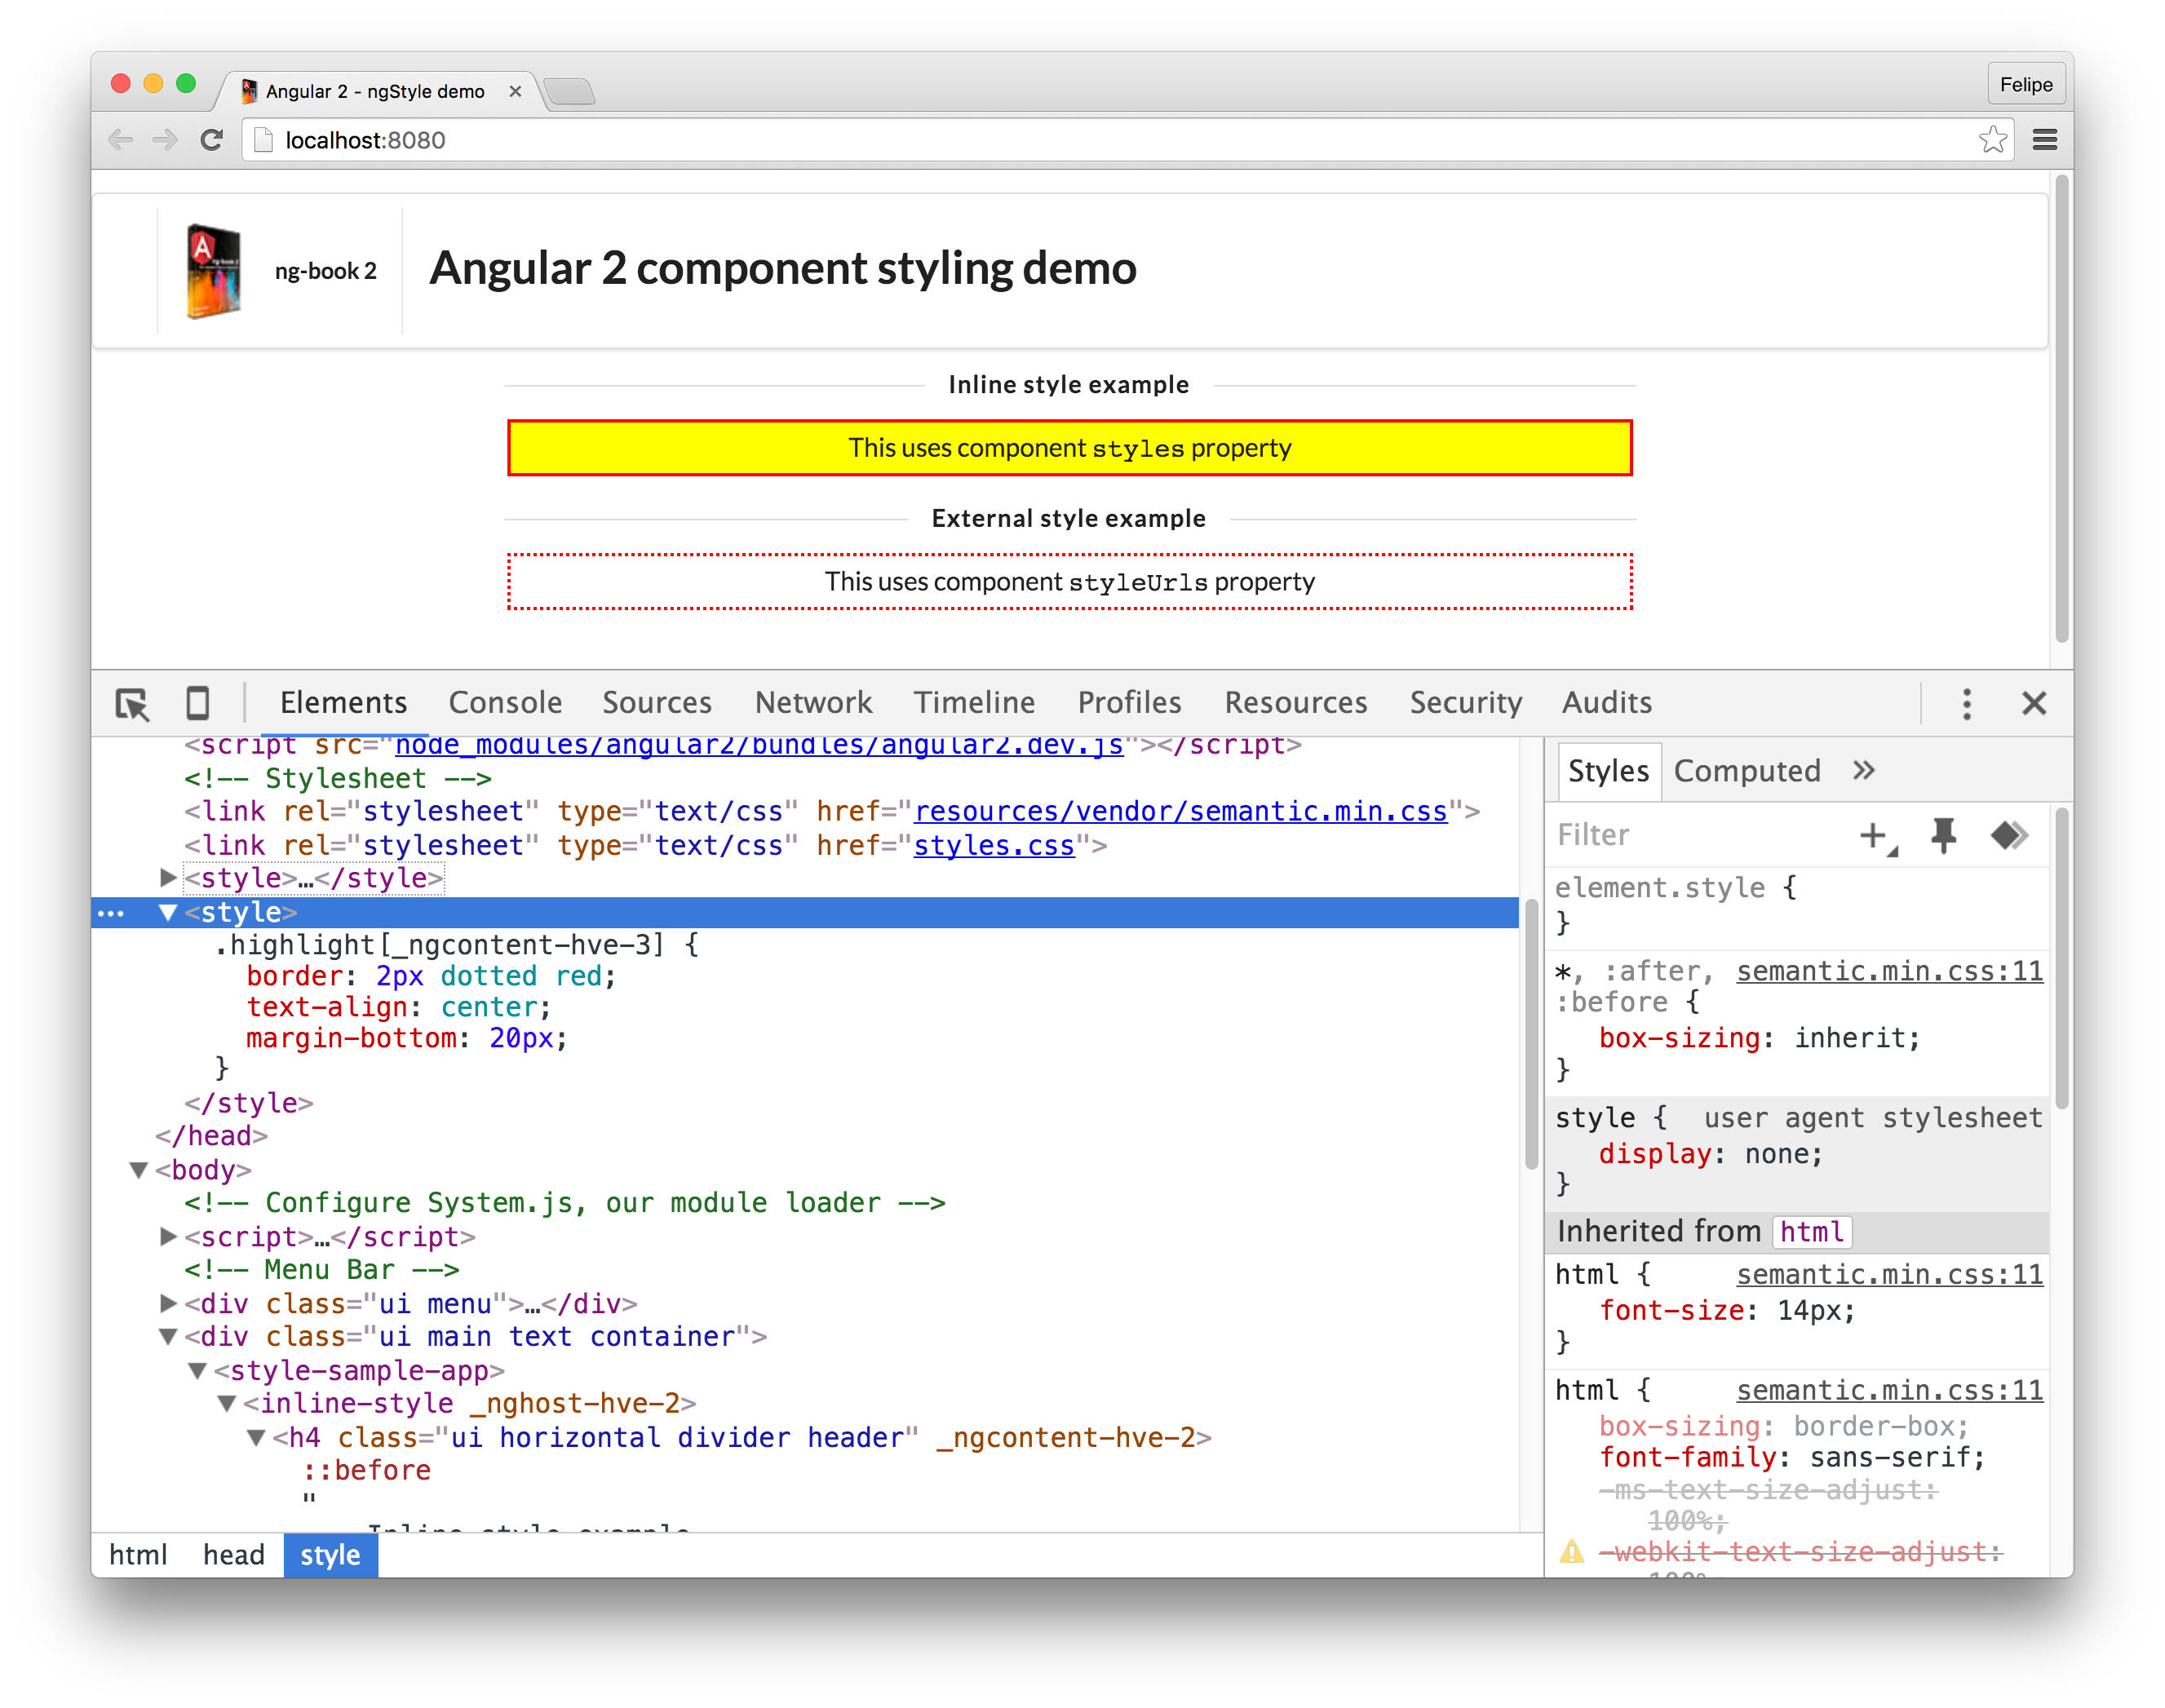 Angular 2 - ngStyle demo
Felipe
localhost:8080
ng-book 2
Angular 2 component styling demo
Inline style example
This uses component styles property
External style example
This uses component styleUrls property
Elements Console Sources Network Timeline Profiles Resources Security Audits
<script src="node_modules/angular2/bundles/angular2.dev.js"></script>
<!-- Stylesheet -->
<link rel="stylesheet" type="text/css" href="resources/vendor/semantic.min.css">
<link rel="stylesheet" type="text/css" href="styles.css">
<style>…</style>
<style>
.highlight[_ngcontent-hve-3] {
border: 2px dotted red;
text-align: center;
margin-bottom: 20px;
}
</style>
</head>
<body>
<!-- Configure System.js, our module loader -->
<script>…</script>
<!-- Menu Bar -->
<div class="ui menu">…</div>
<div class="ui main text container">
<style-sample-app>
<inline-style _nghost-hve-2>
<h4 class="ui horizontal divider header" _ngcontent-hve-2>
::before
"
Inline style example
html head style
Styles Computed »
Filter
element.style {
}
*, :after, semantic.min.css:11
:before {
box-sizing: inherit;
}
style { user agent stylesheet
display: none;
}
Inherited from html
html { semantic.min.css:11
font-size: 14px;
}
html { semantic.min.css:11
box-sizing: border-box;
font-family: sans-serif;
-ms-text-size-adjust:
100%;
-webkit-text-size-adjust:
100%;